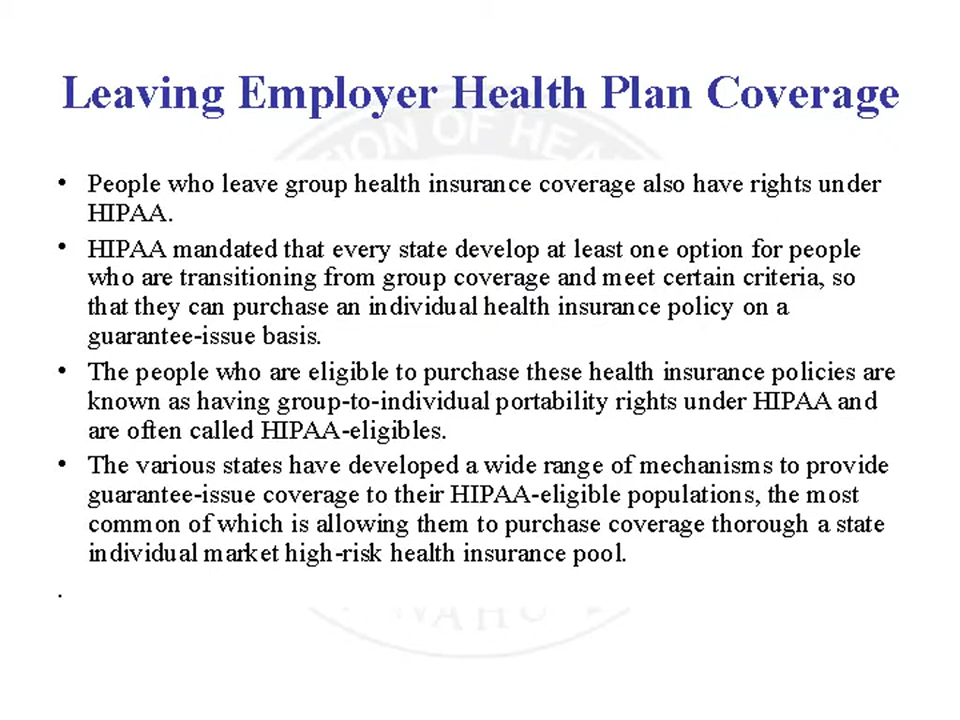 Leaving Employer Health Plan Coverage
• People who leave group health insurance coverage also have rights under
HIPAA.
• HIPAA mandated that every state develop at least one option for people
who are transitioning from group coverage and meet certain criteria, so
that they can purchase an individual health insurance policy on a
guarantee-issue basis.
• The people who are eligible to purchase these health insurance policies are
known as having group-to-individual portability rights under HIPAA and
are often called HIPAA-eligibles.
• The various states have developed a wide range of mechanisms to provide
guarantee-issue coverage to their HIPAA-eligible populations, the most
common of which is allowing them to purchase coverage thorough a state
individual market high-risk health insurance pool.
.